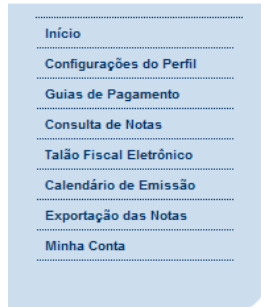 Início
Configurações do Perfil
Guias de Pagamento
Consulta de Notas
Talão Fiscal Eletrônico
Calendário de Emissão
Exportação das Notas
Minha Conta